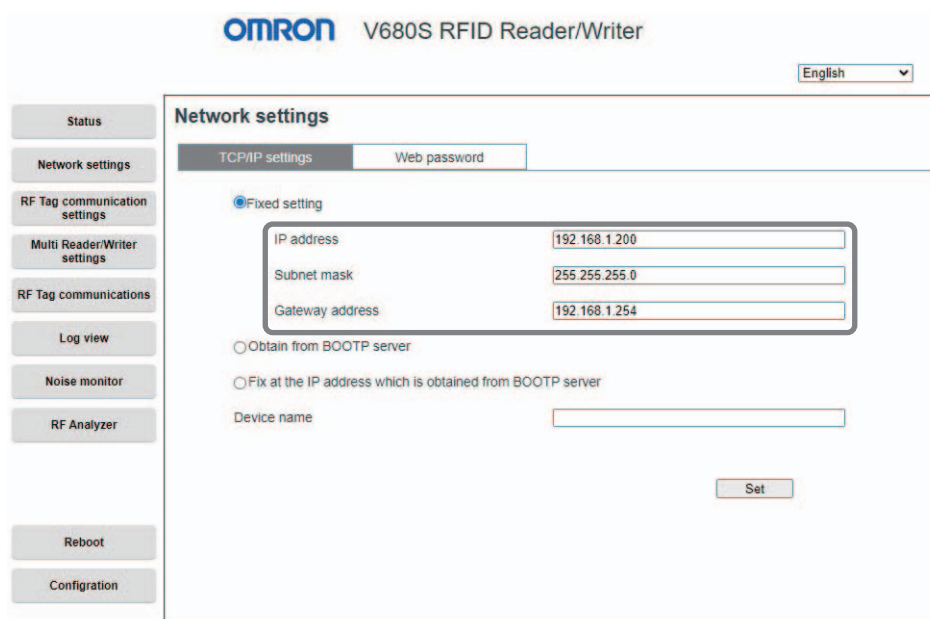 OMRON V680S RFID Reader/Writer
English
Status
Network settings
RF Tag communication
settings
Multi Reader/Writer
settings
RF Tag communications
Log view
Noise monitor
RF Analyzer
Reboot
Configration
Network settings
TCP/IP settings Web password
Fixed setting
IP address 192.168.1.200
Subnet mask 255.255.255.0
Gateway address 192.168.1.254
Obtain from BOOTP server
Fix at the IP address which is obtained from BOOTP server
Device name
Set